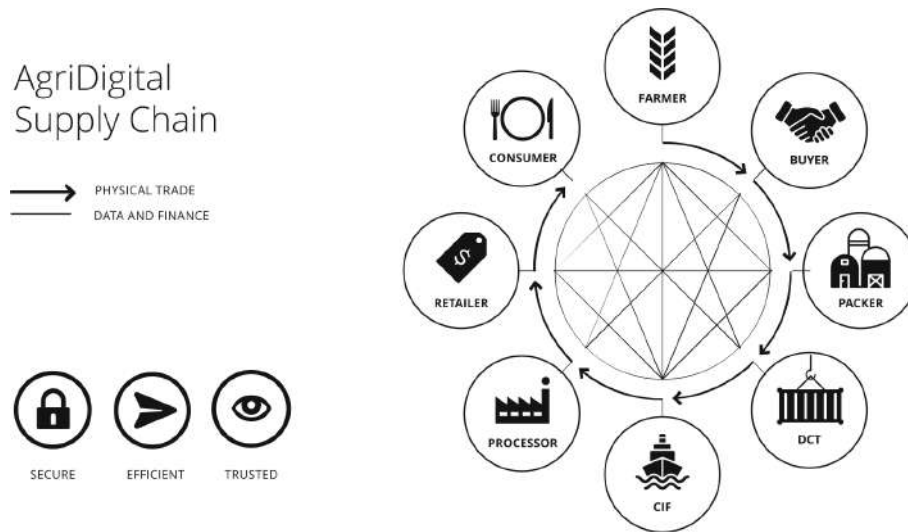 AgriDigital
Supply Chain
PHYSICAL TRADE
DATA AND FINANCE
SECURE
EFFICIENT
TRUSTED
FARMER
BUYER
PACKER
DCT
CIF
PROCESSOR
RETAILER
$
CONSUMER